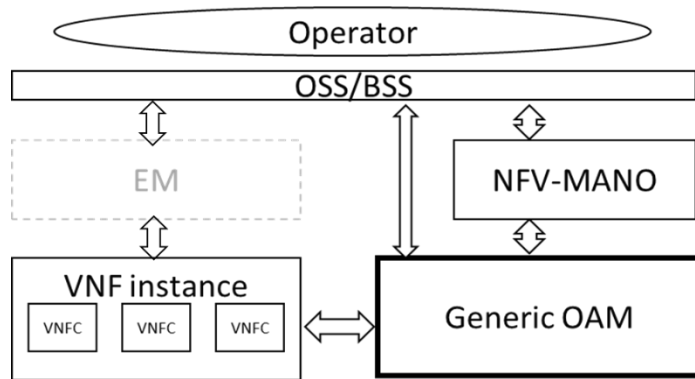 Operator
OSS/BSS
EM
NFV-MANO
VNF instance
VNFC
VNFC
VNFC
Generic OAM